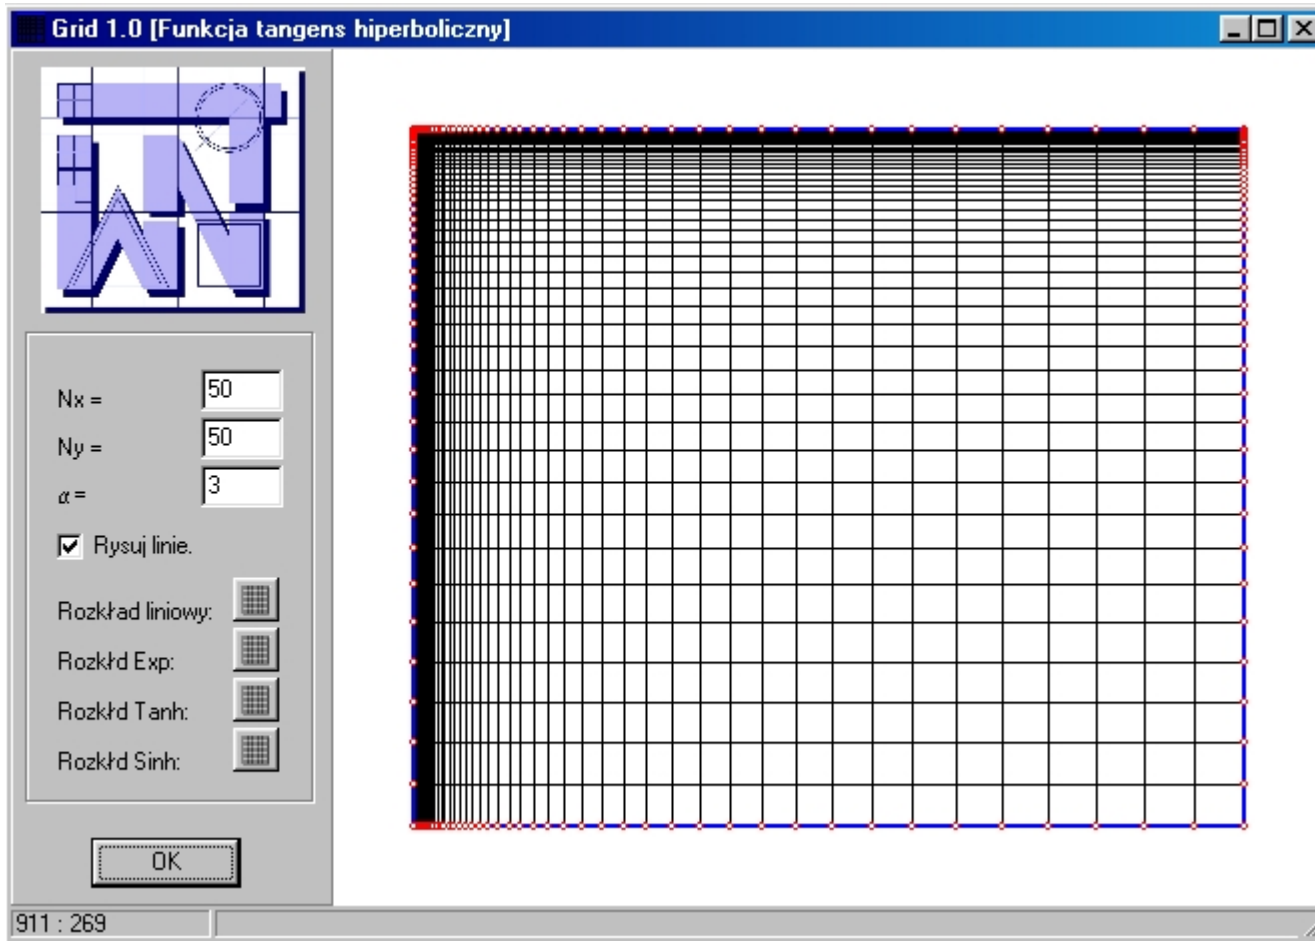 Grid 1.0 [Funkcja tangens hiperboliczny]
Nx = 50
Ny = 50
α = 3
Rysuj linie.
Rozkład liniowy:
Rozkłd Exp:
Rozkłd Tanh:
Rozkłd Sinh:
OK
911 : 269